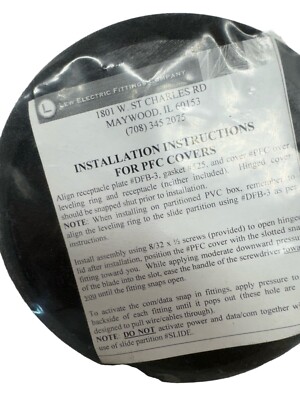 L
LEW ELECTRIC FITTINGS COMPANY
1801 W. ST CHARLES RD
MAYWOOD, IL 60153
(708) 345 2075
INSTALLATION INSTRUCTIONS
FOR PFC COVERS
Align receptacle plate #DFB-3, gasket #125, and cover #PFC over
leveling ring and receptacle (neither included). Hinged cover
should be snapped shut prior to installation.
NOTE: When installing on partitioned PVC box, remember to
align the leveling ring to the slide partition using #DFB-3 as per
instructions.
Install assembly using 8/32 x ½ screws (provided) to open hinged
lid after installation, position the #PFC cover with the slotted snap
fitting toward you. While applying moderate downward pressure
of the blade into the slot, ease the handle of the screwdriver toward
until the fitting snaps open.
To activate the com/data snap in fittings, apply pressure to
backside of each fitting until it pops out (these hole are
designed to pull wire/cables through).
NOTE DO NOT activate power and data/com together w
use of slide partition #SLIDE.